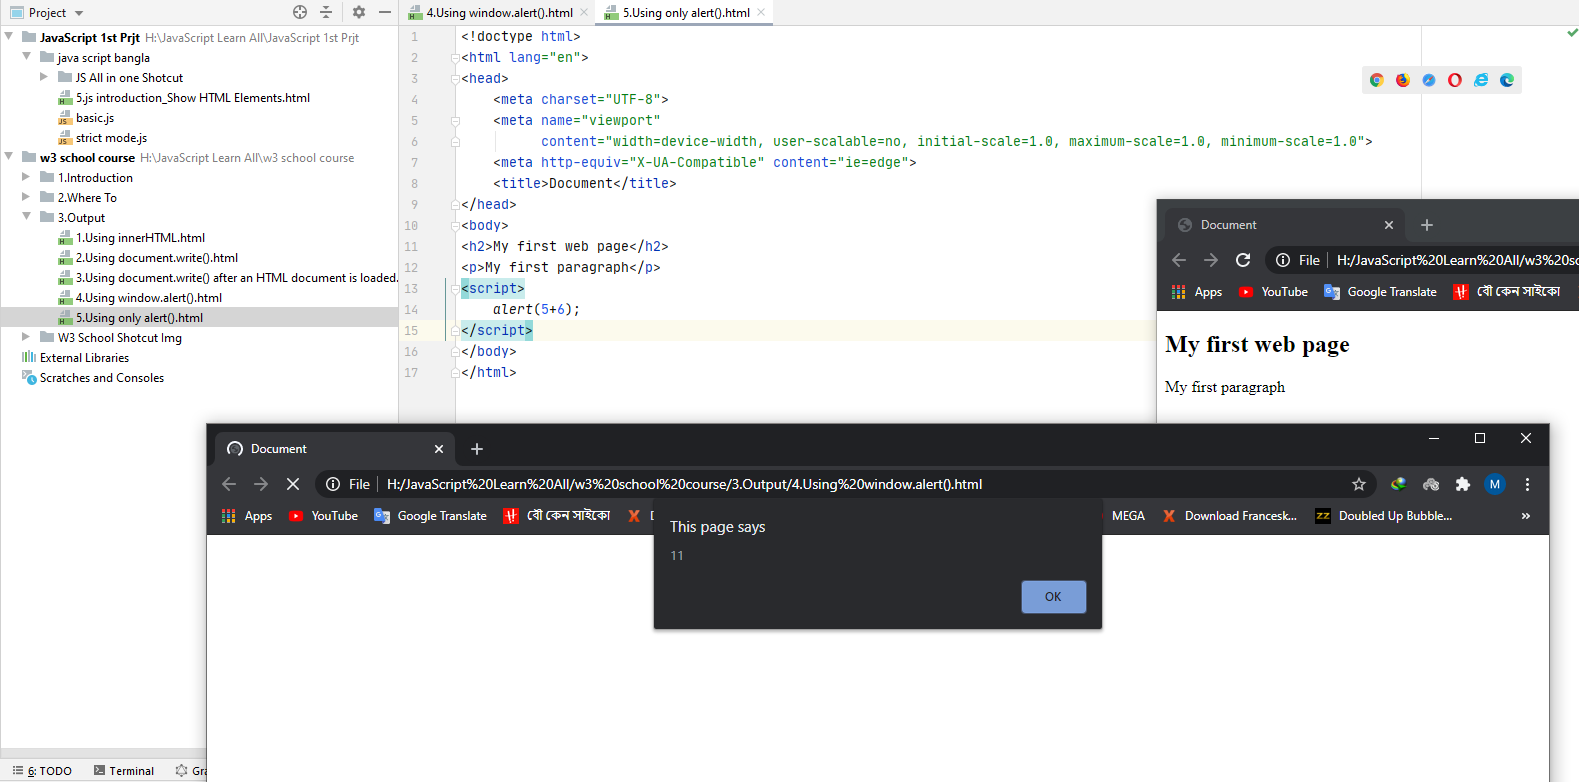 Project
JavaScript 1st Prjt H:\JavaScript Learn All\JavaScript 1st Prjt
java script bangla
JS All in one Shotcut
5.js introduction_Show HTML Elements.html
basic.js
strict mode.js
w3 school course H:\JavaScript Learn All\w3 school course
1.Introduction
2.Where To
3.Output
1.Using innerHTML.html
2.Using document.write().html
3.Using document.write() after an HTML document is loaded.
4.Using window.alert().html
5.Using only alert().html
W3 School Shotcut Img
External Libraries
Scratches and Consoles
4.Using window.alert().html
5.Using only alert().html
1 <!doctype html>
2 <html lang="en">
3 <head>
4 <meta charset="UTF-8">
5 <meta name="viewport"
6 content="width=device-width, user-scalable=no, initial-scale=1.0, maximum-scale=1.0, minimum-scale=1.0">
7 <meta http-equiv="X-UA-Compatible" content="ie=edge">
8 <title>Document</title>
9 </head>
10 <body>
11 <h2>My first web page</h2>
12 <p>My first paragraph</p>
13 <script>
14 alert(5+6);
15 </script>
16 </body>
17 </html>
Document
File H:/JavaScript%20Learn%20All/w3%20sc
Apps YouTube Google Translate বৌ কেন সাইকো
My first web page
My first paragraph
Document
File H:/JavaScript%20Learn%20All/w3%20school%20course/3.Output/4.Using%20window.alert().html
M
Apps YouTube Google Translate বৌ কেন সাইকো MEGA Download Francesk... ZZ Doubled Up Bubble... »
This page says
11
OK
6: TODO Terminal